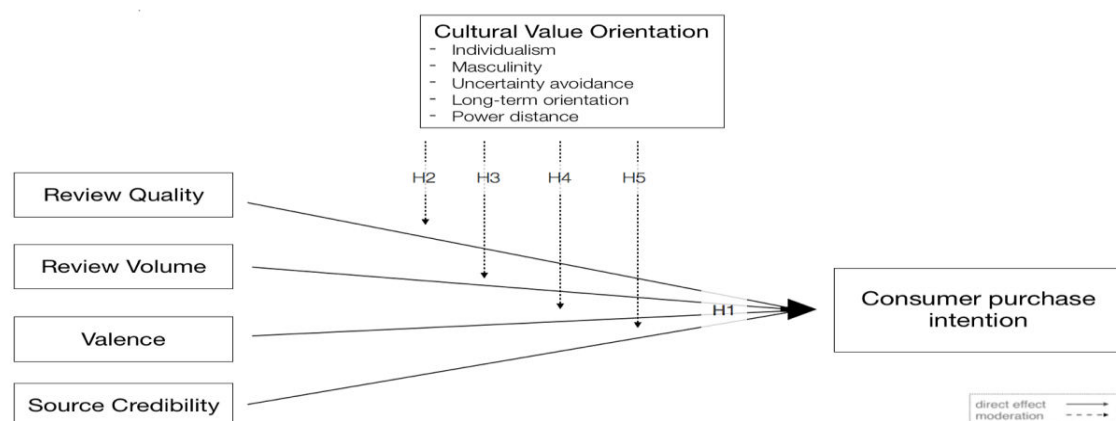 Cultural Value Orientation
- Individualism
- Masculinity
- Uncertainty avoidance
- Long-term orientation
- Power distance
H2 H3 H4 H5
Review Quality
Review Volume
Valence
Source Credibility
H1
Consumer purchase
intention
direct effect
moderation